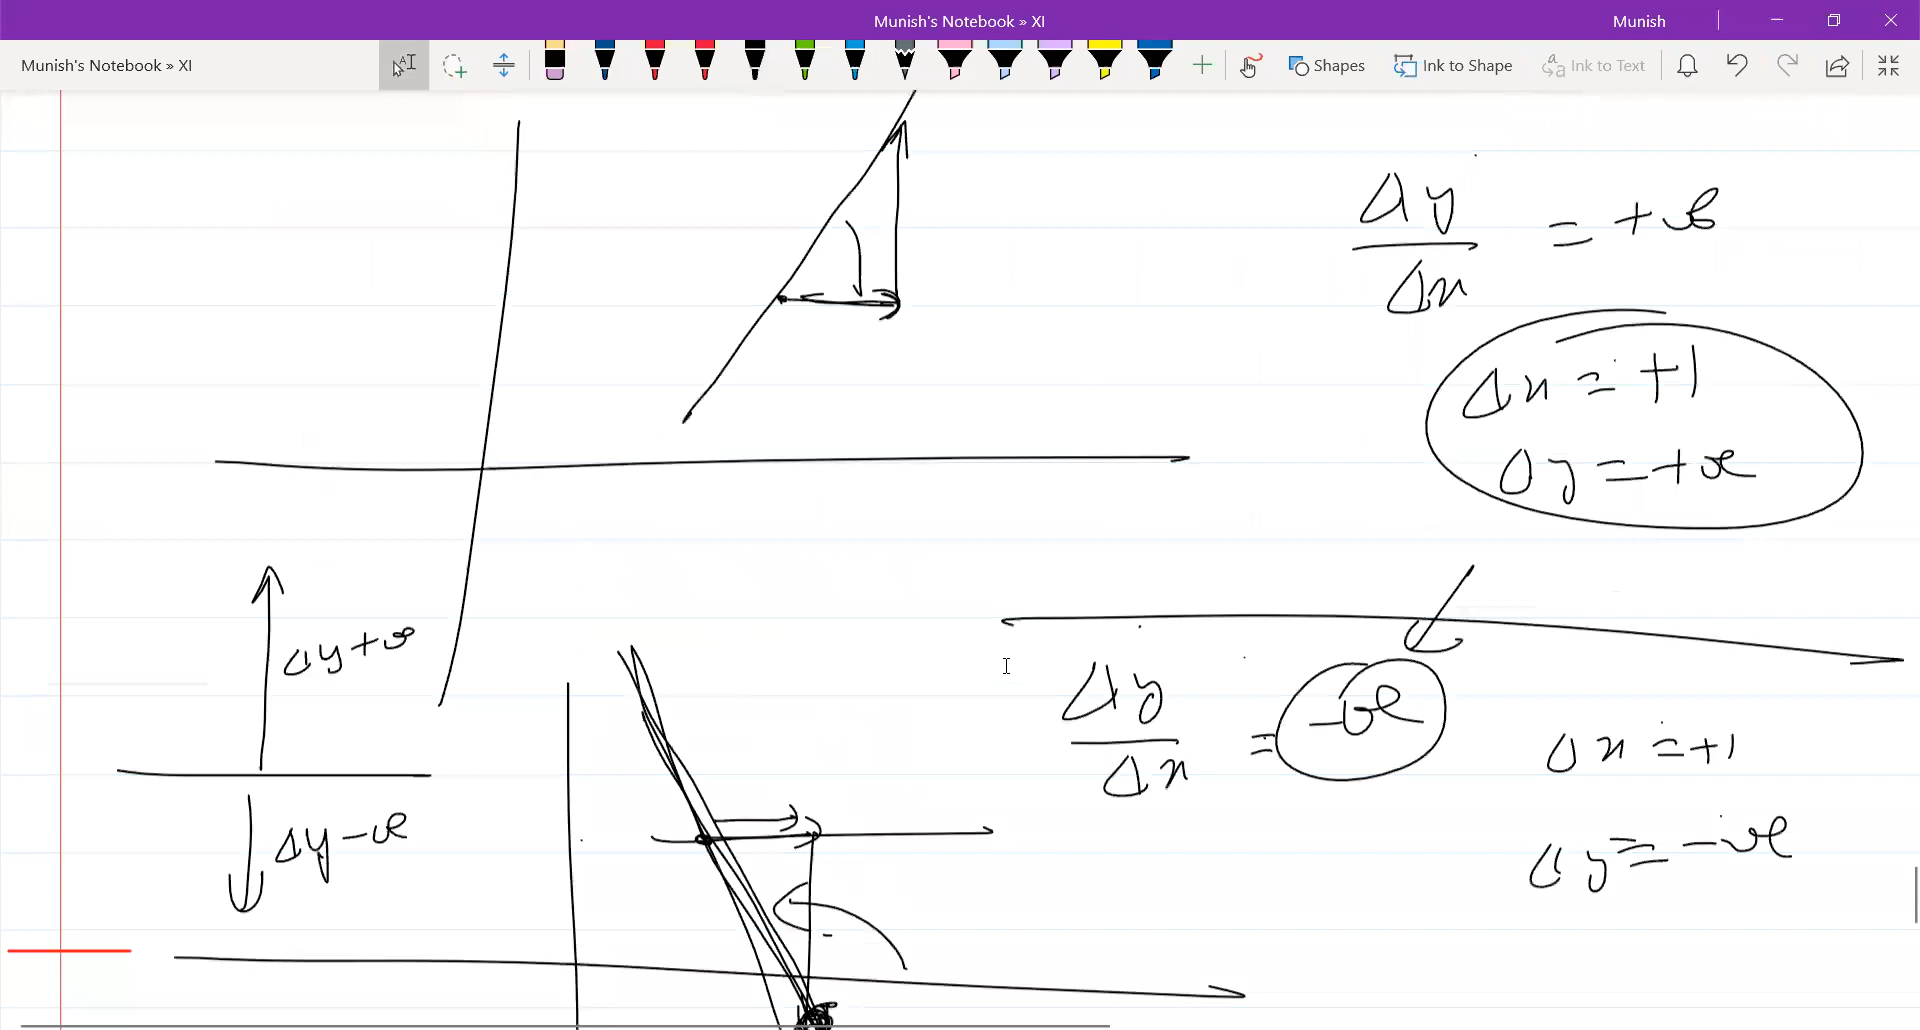 Munish's Notebook » XI
Munish
Munish's Notebook » XI
Shapes
Ink to Shape
Ink to Text
Δy
Δx
= +ve
Δx = +1
Δy = +ve
Δy +ve
Δy -ve
Δy
Δx
= -ve
Δx = +1
Δy = -ve